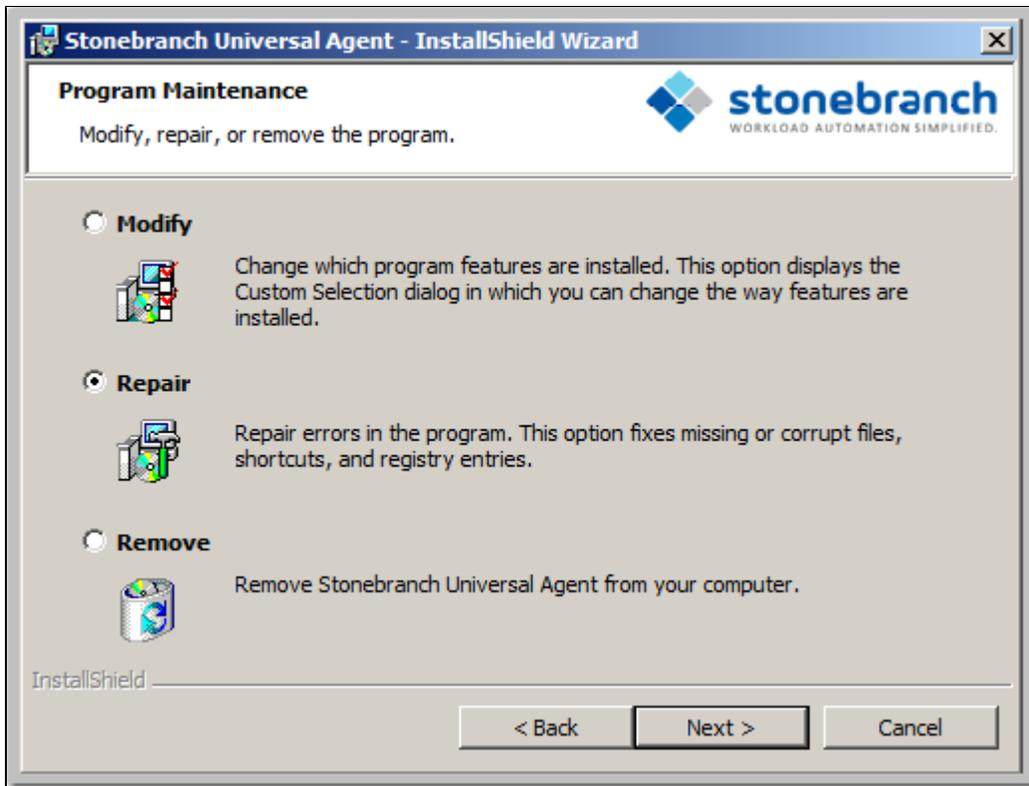 Stonebranch Universal Agent - InstallShield Wizard
Program Maintenance
Modify, repair, or remove the program.
stonebranch
WORKLOAD AUTOMATION SIMPLIFIED.
Modify
Change which program features are installed. This option displays the
Custom Selection dialog in which you can change the way features are
installed.
Repair
Repair errors in the program. This option fixes missing or corrupt files,
shortcuts, and registry entries.
Remove
Remove Stonebranch Universal Agent from your computer.
InstallShield
< Back
Next >
Cancel